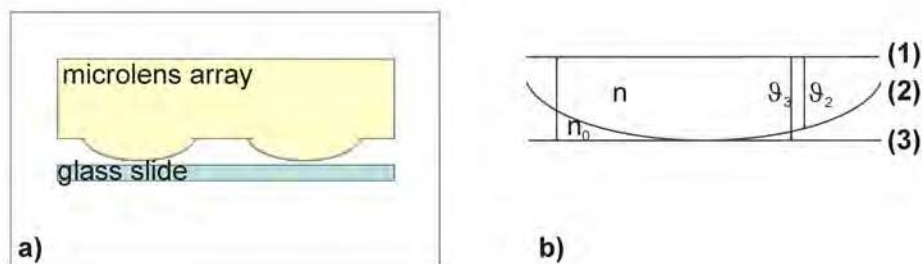 microlens array
glass slide
a)
b)
n
n₀
ϑ₃
ϑ₂
(1)
(2)
(3)